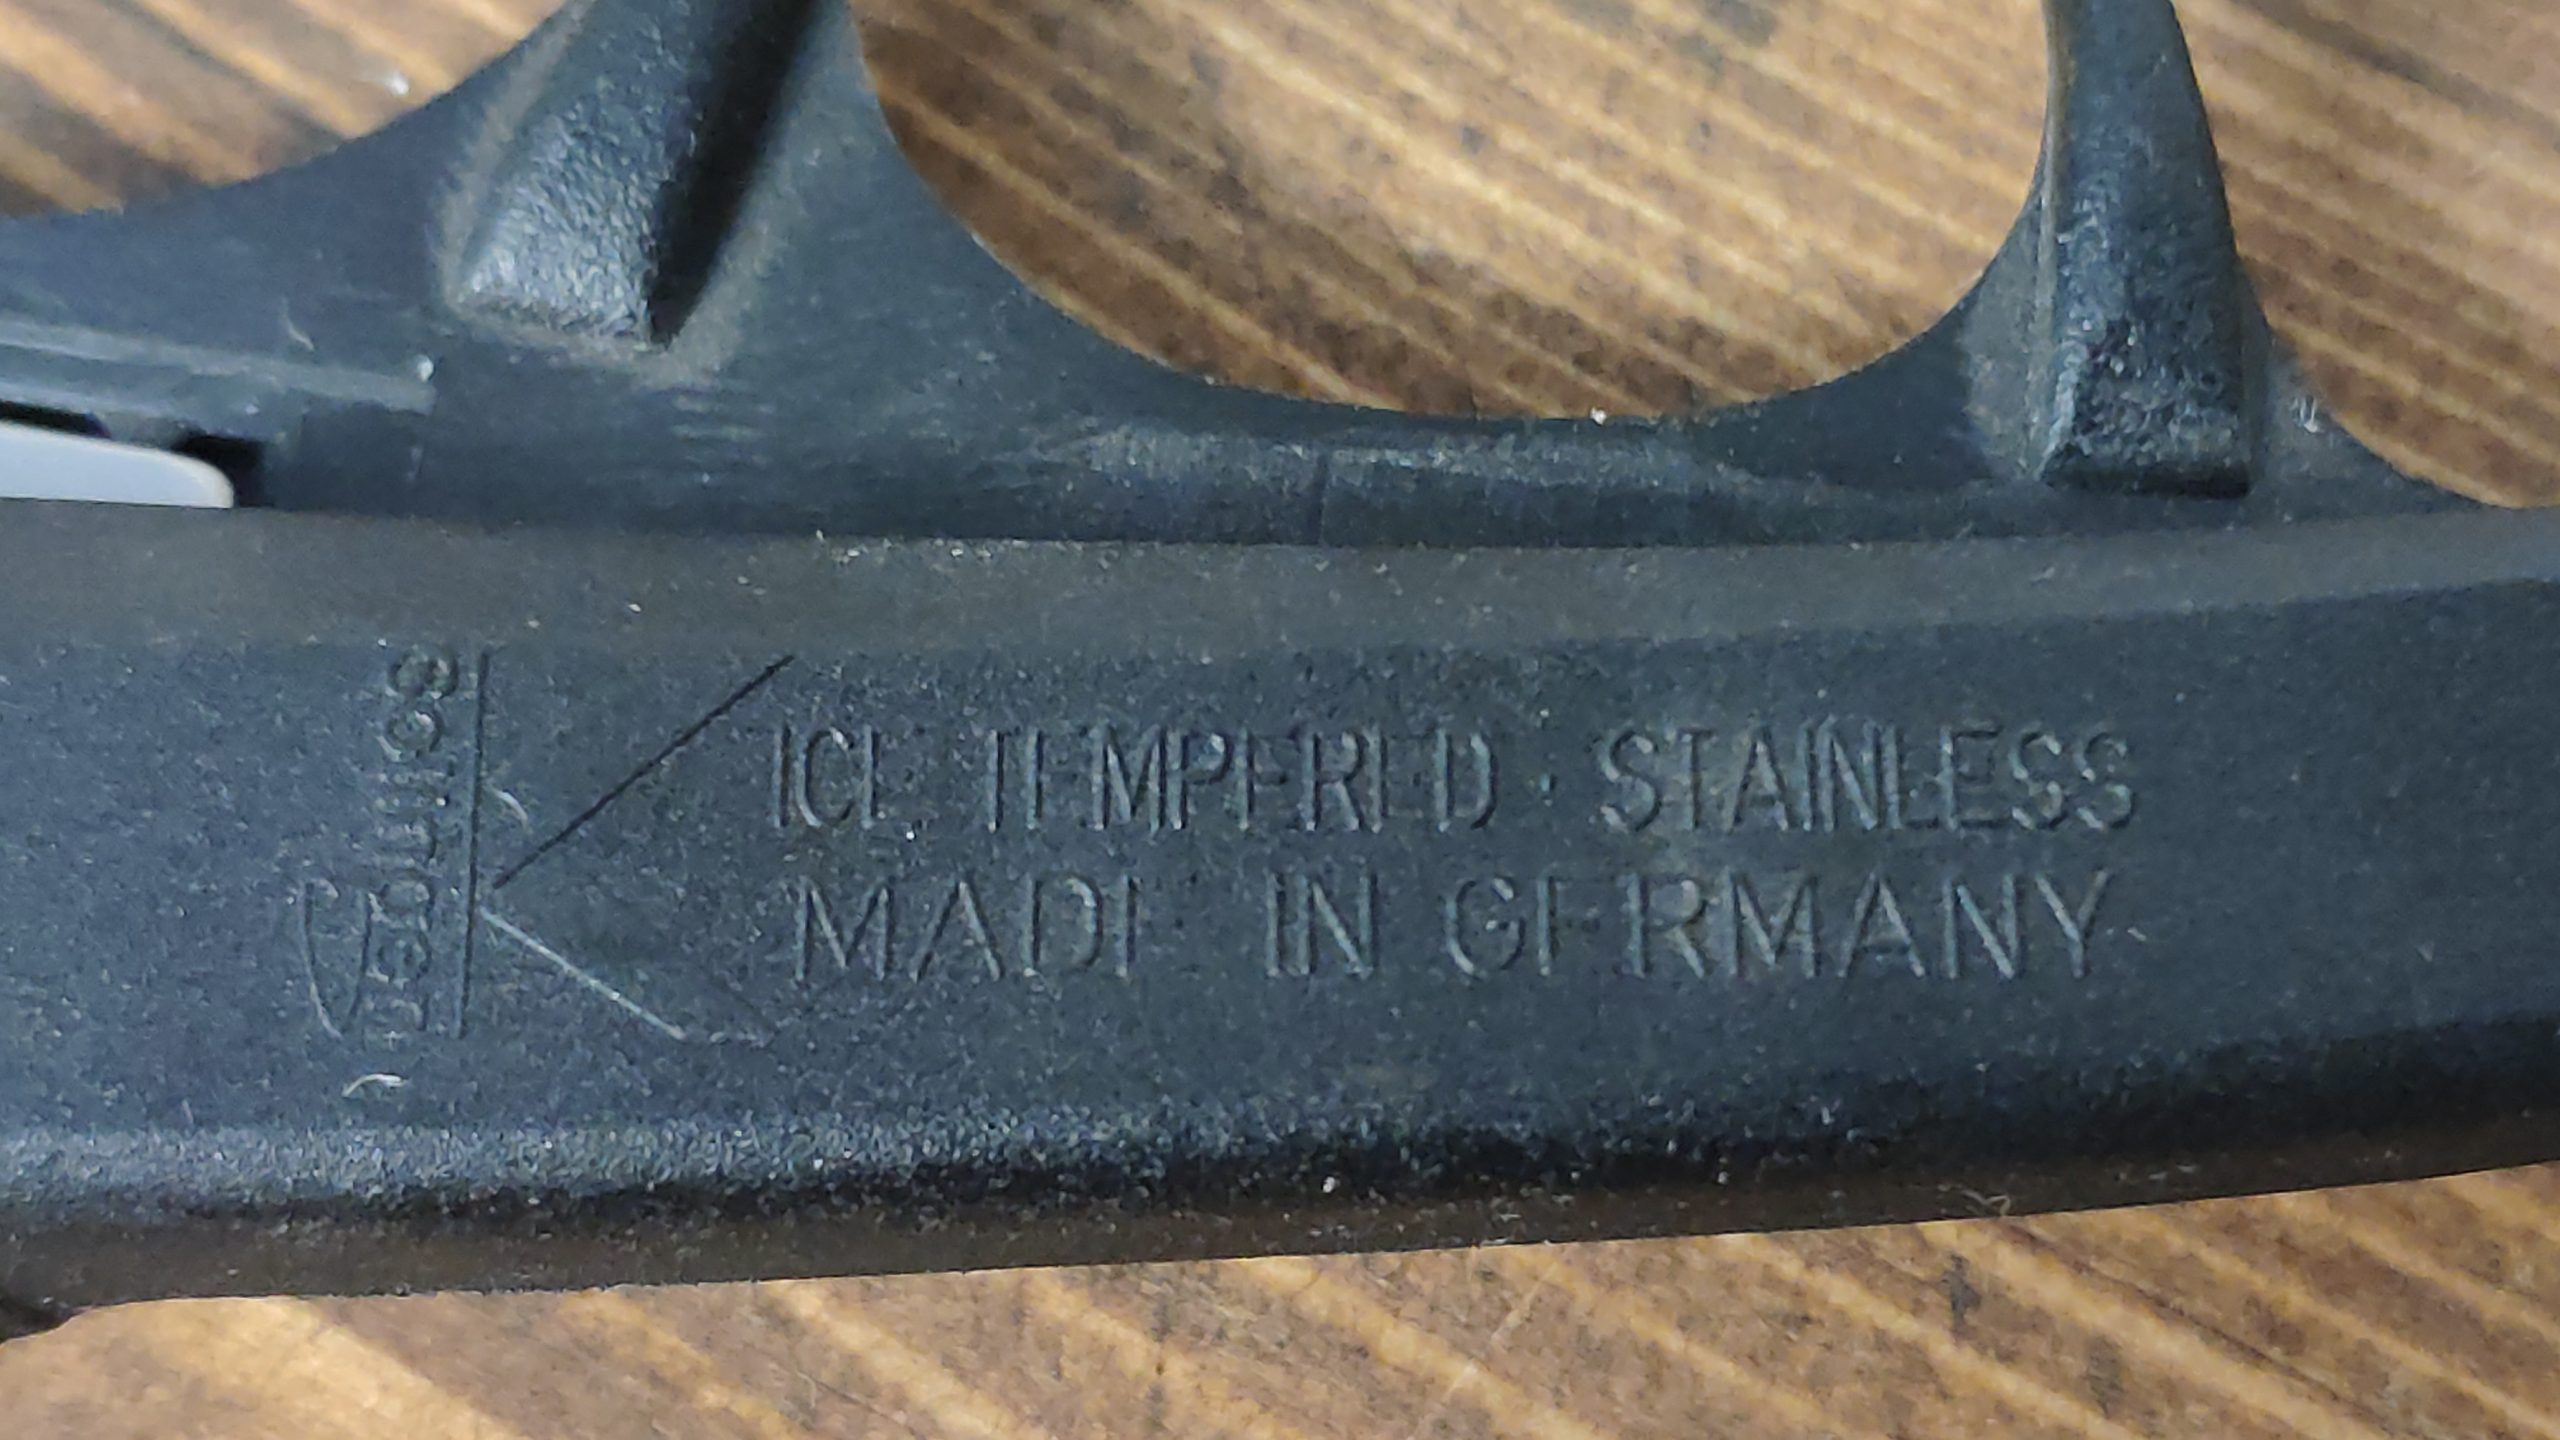 ICE TEMPERED · STAINLESS
MADE IN GERMANY